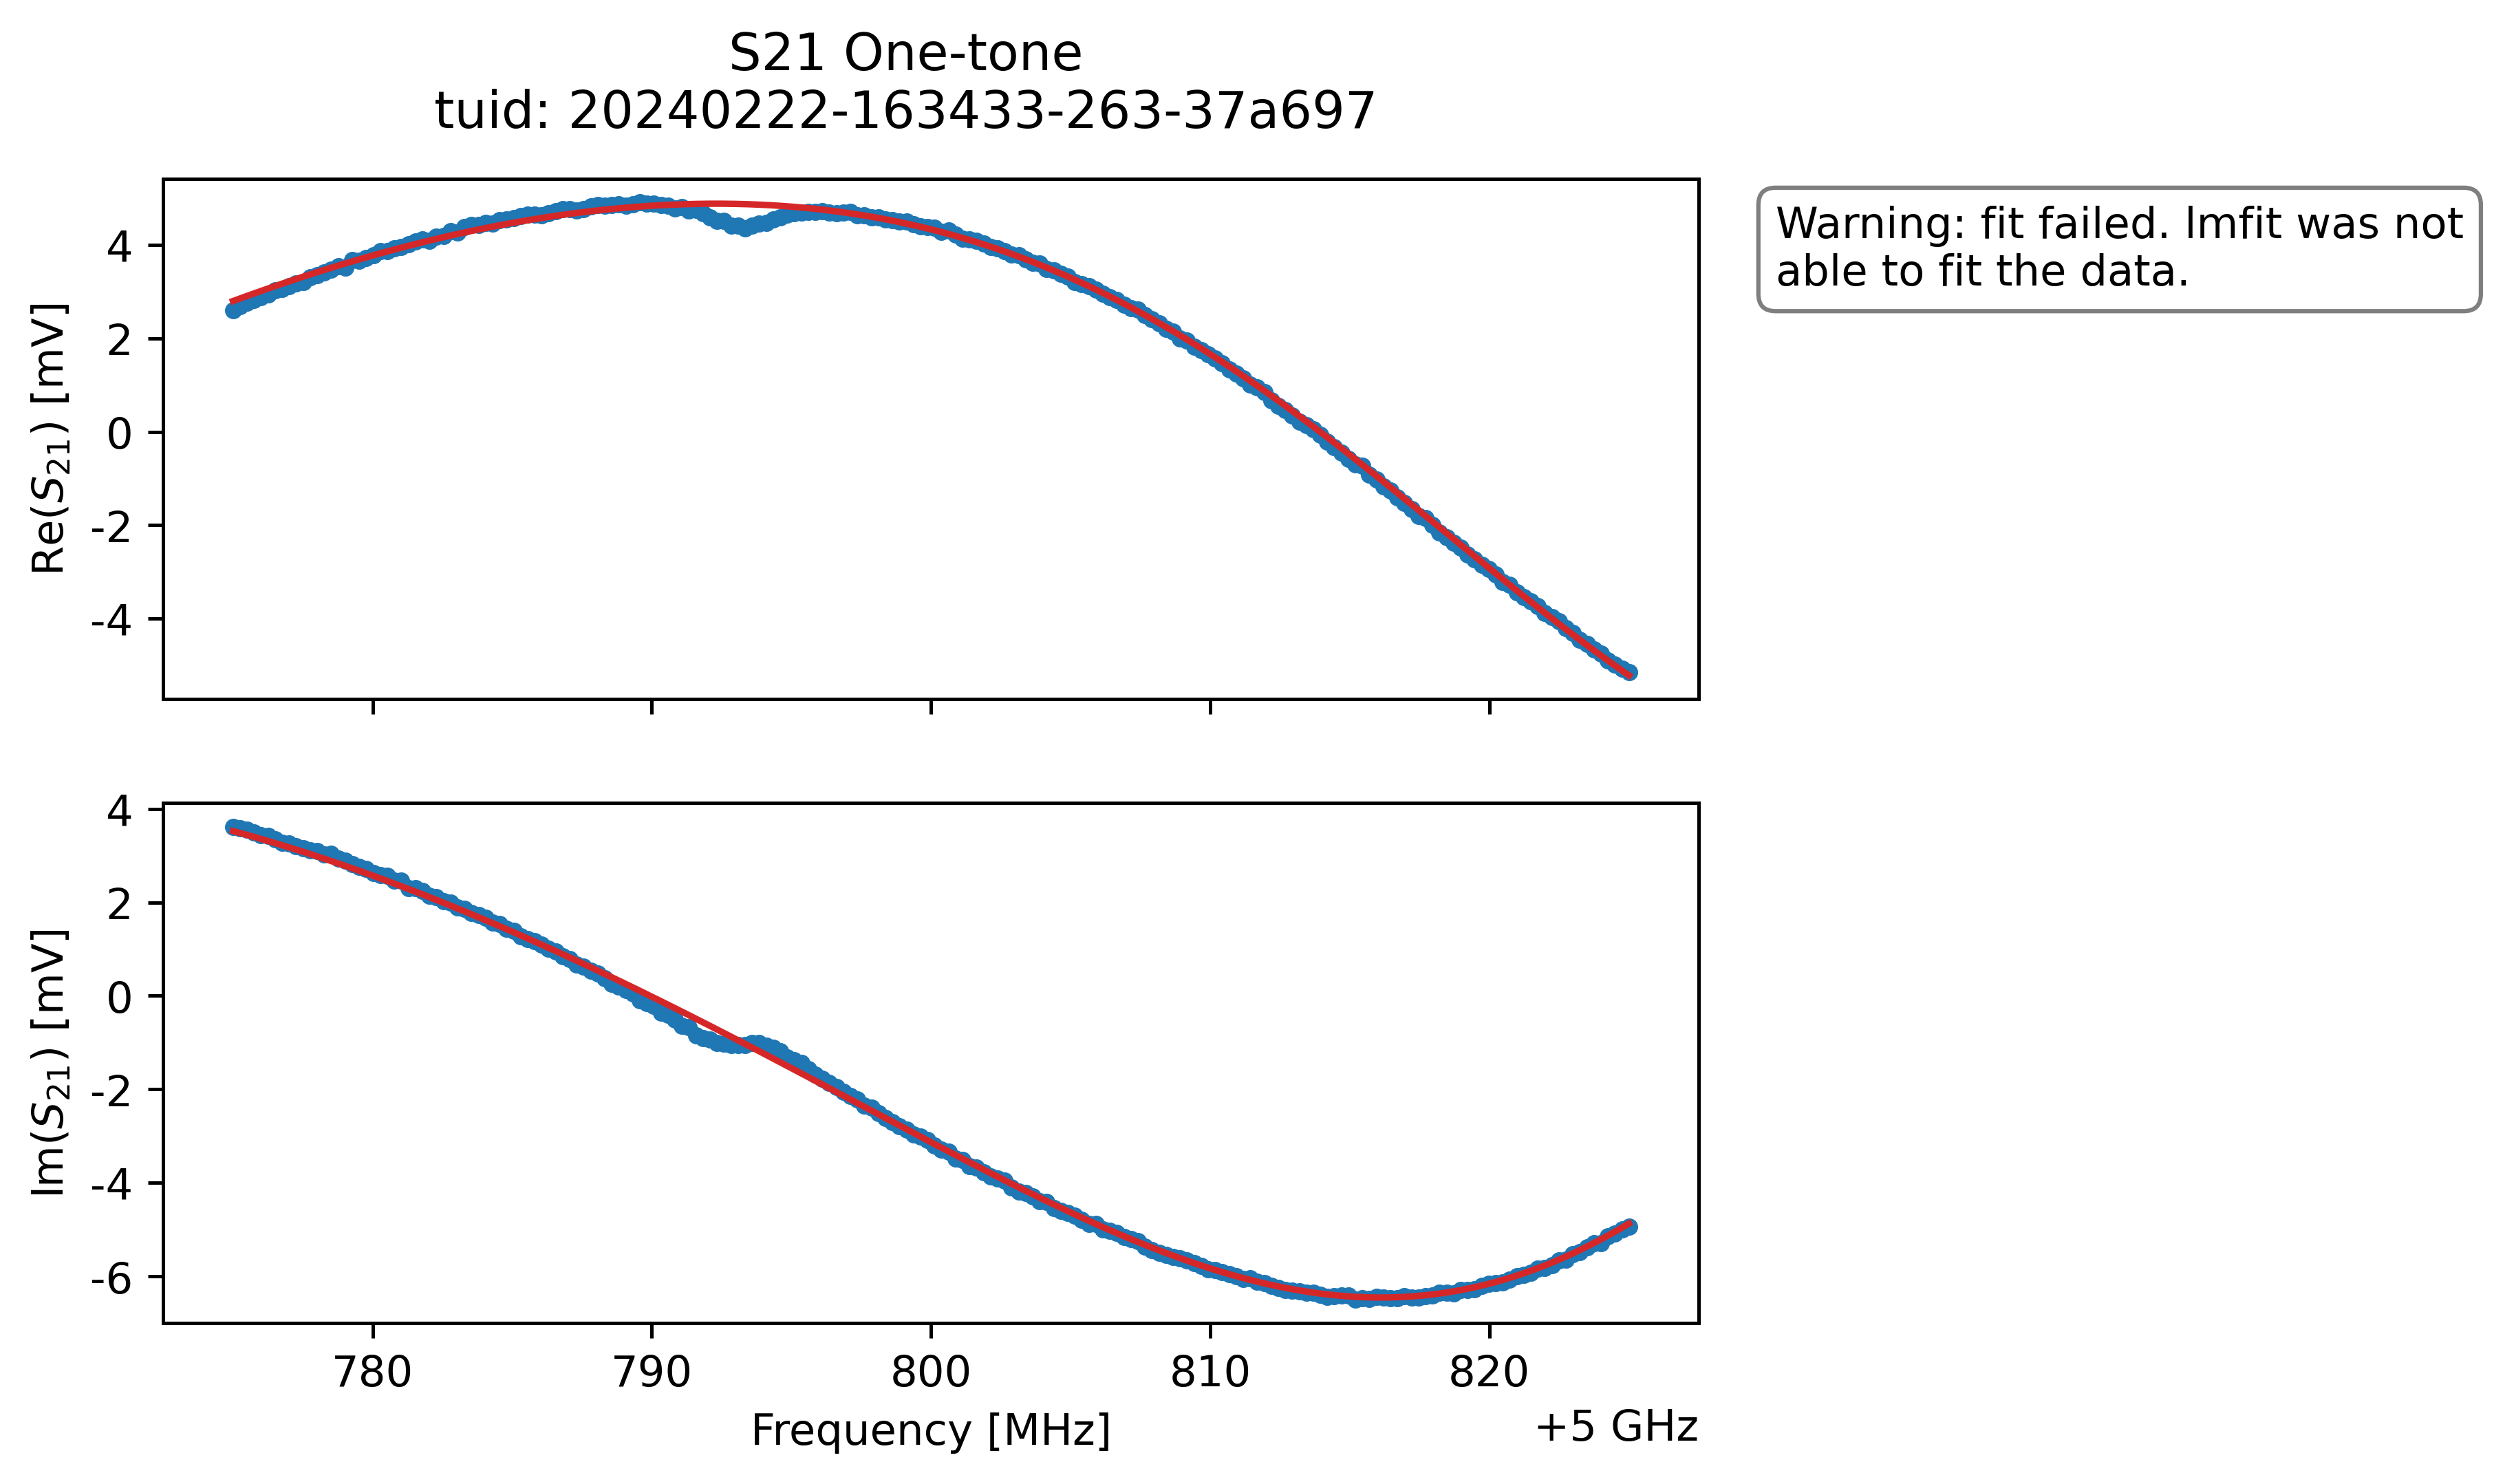 S21 One-tone
tuid: 20240222-163433-263-37a697
Warning: fit failed. lmfit was not
able to fit the data.
Re(S21) [mV]
4
2
0
-2
-4
Im(S21) [mV]
4
2
0
-2
-4
-6
780 790 800 810 820
Frequency [MHz]
+5 GHz